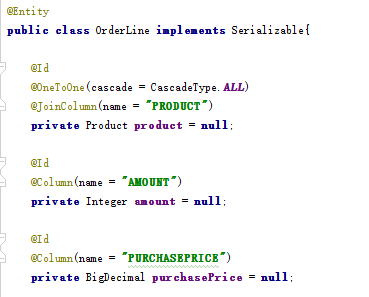 @Entity
public class OrderLine implements Serializable{
@Id
@OneToOne(cascade = CascadeType.ALL)
@JoinColumn(name = "PRODUCT")
private Product product = null;
@Id
@Column(name = "AMOUNT")
private Integer amount = null;
@Id
@Column(name = "PURCHASEPRICE")
private BigDecimal purchasePrice = null;